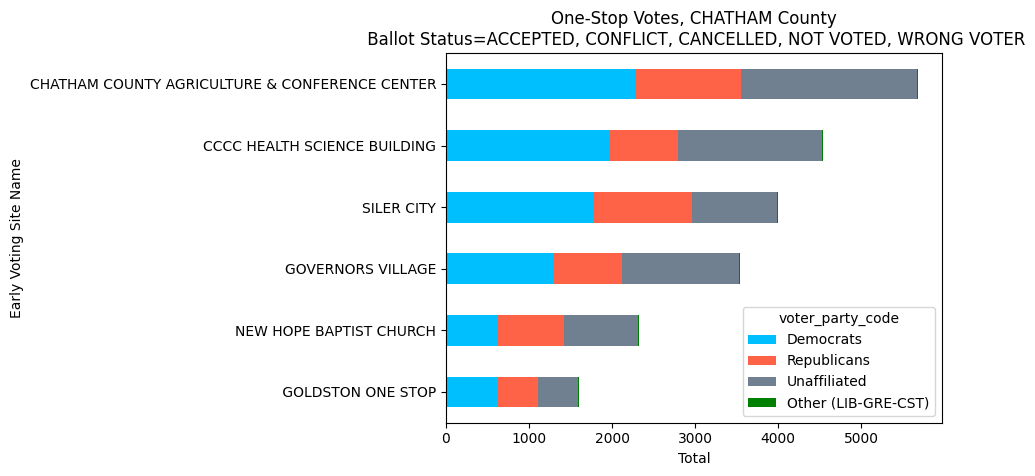 One-Stop Votes, CHATHAM County
Ballot Status=ACCEPTED, CONFLICT, CANCELLED, NOT VOTED, WRONG VOTER
Early Voting Site Name
CHATHAM COUNTY AGRICULTURE & CONFERENCE CENTER
CCCC HEALTH SCIENCE BUILDING
SILER CITY
GOVERNORS VILLAGE
NEW HOPE BAPTIST CHURCH
GOLDSTON ONE STOP
voter_party_code
Democrats
Republicans
Unaffiliated
Other (LIB-GRE-CST)
0 1000 2000 3000 4000 5000
Total